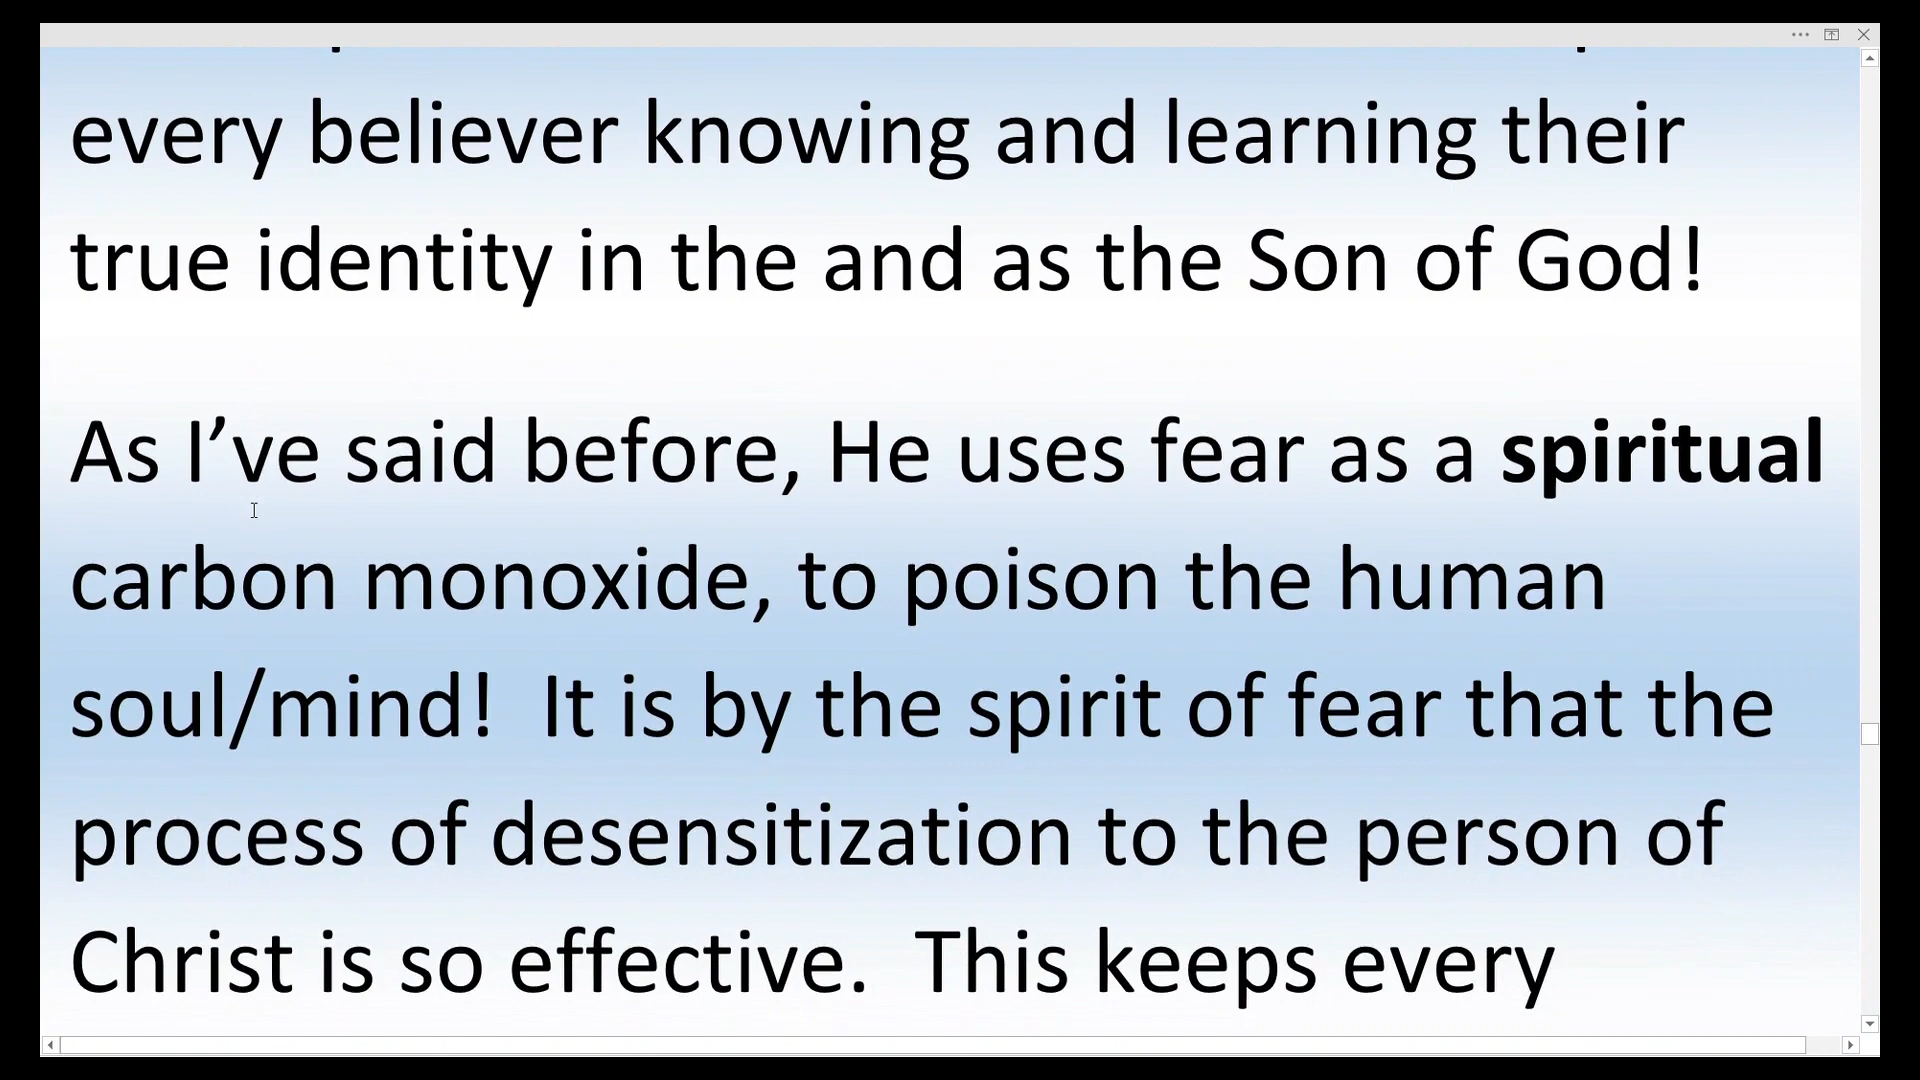 every believer knowing and learning their
true identity in the and as the Son of God!
As I’ve said before, He uses fear as a spiritual
carbon monoxide, to poison the human
soul/mind!  It is by the spirit of fear that the
process of desensitization to the person of
Christ is so effective.  This keeps every